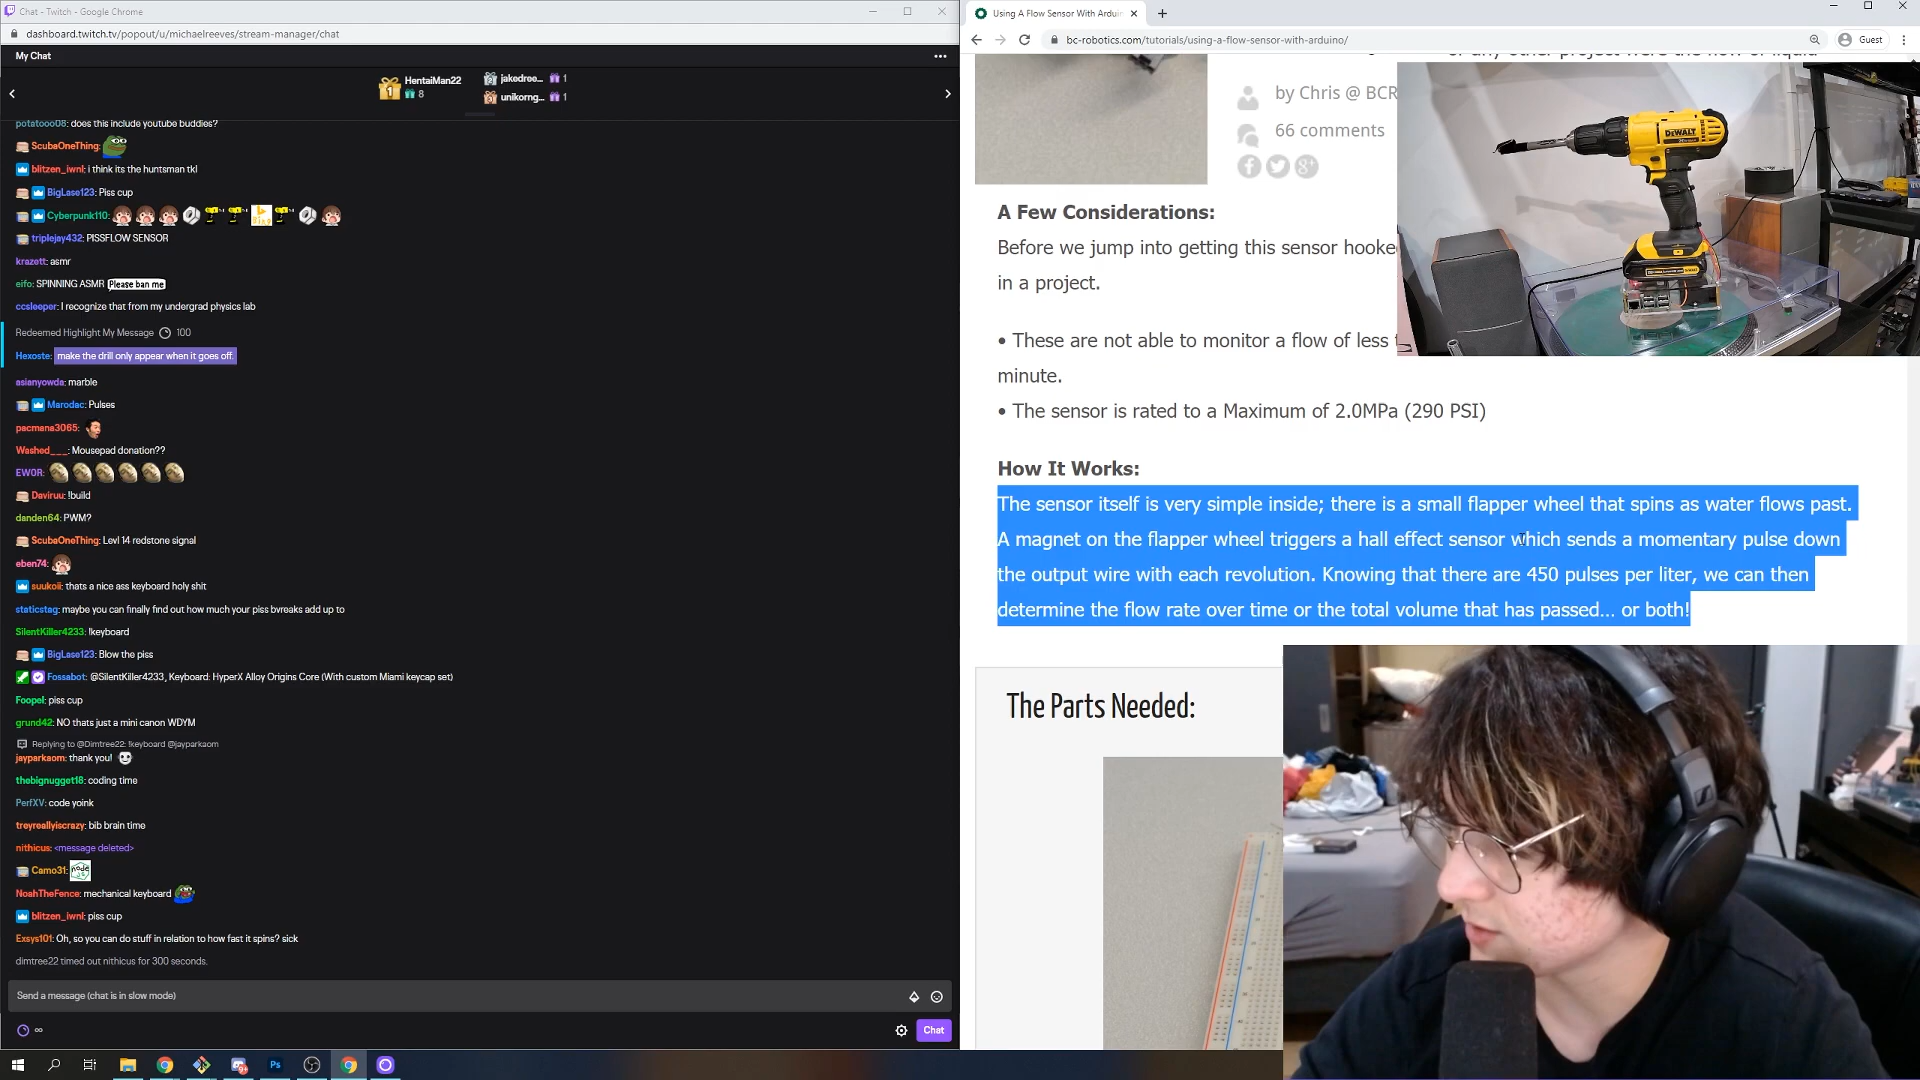 Chat - Twitch - Google Chrome
dashboard.twitch.tv/popout/u/michaelreeves/stream-manager/chat
My Chat
HentaiMan22
8
jakedree... 1
unikorng... 1
potatooo08: does this include youtube buddies?
ScubaOneThing:
blitzen_iwnl: i think its the huntsman tkl
BigLase123: Piss cup
Cyberpunk110:
triplejay432: PISSFLOW SENSOR
krazett: asmr
eifo: SPINNING ASMR Please ban me
ccsleeper: I recognize that from my undergrad physics lab
Redeemed Highlight My Message 100
Hexoste: make the drill only appear when it goes off.
asianyowda: marble
Marodac: Pulses
pacmana3065:
Washed___: Mousepad donation??
EW0R:
Daviruu: !build
danden64: PWM?
ScubaOneThing: Levl 14 redstone signal
eben74:
suukoii: thats a nice ass keyboard holy shit
staticstag: maybe you can finally find out how much your piss bvreaks add up to
SilentKiller4233: !keyboard
BigLase123: Blow the piss
Fossabot: @SilentKiller4233, Keyboard: HyperX Alloy Origins Core (With custom Miami keycap set)
Foopel: piss cup
grund42: NO thats just a mini canon WDYM
Replying to @Dimtree22: !keyboard @jayparkaom
jayparkaom: thank you!
thebignugget18: coding time
PerfXV: code yoink
treyreallyiscrazy: bib brain time
nithicus: <message deleted>
Camo31: node
NoahTheFence: mechanical keyboard
blitzen_iwnl: piss cup
Exsys101: Oh, so you can do stuff in relation to how fast it spins? sick
dimtree22 timed out nithicus for 300 seconds.
Send a message (chat is in slow mode)
Chat
Using A Flow Sensor With Ardui
bc-robotics.com/tutorials/using-a-flow-sensor-with-arduino/
Guest
or any other project were the flow of liquid
by Chris @ BCR
66 comments
DEWALT
A Few Considerations:
Before we jump into getting this sensor hooke
in a project.
• These are not able to monitor a flow of less
minute.
• The sensor is rated to a Maximum of 2.0MPa (290 PSI)
How It Works:
The sensor itself is very simple inside; there is a small flapper wheel that spins as water flows past.
A magnet on the flapper wheel triggers a hall effect sensor which sends a momentary pulse down
the output wire with each revolution. Knowing that there are 450 pulses per liter, we can then
determine the flow rate over time or the total volume that has passed... or both!
The Parts Needed:
Ps